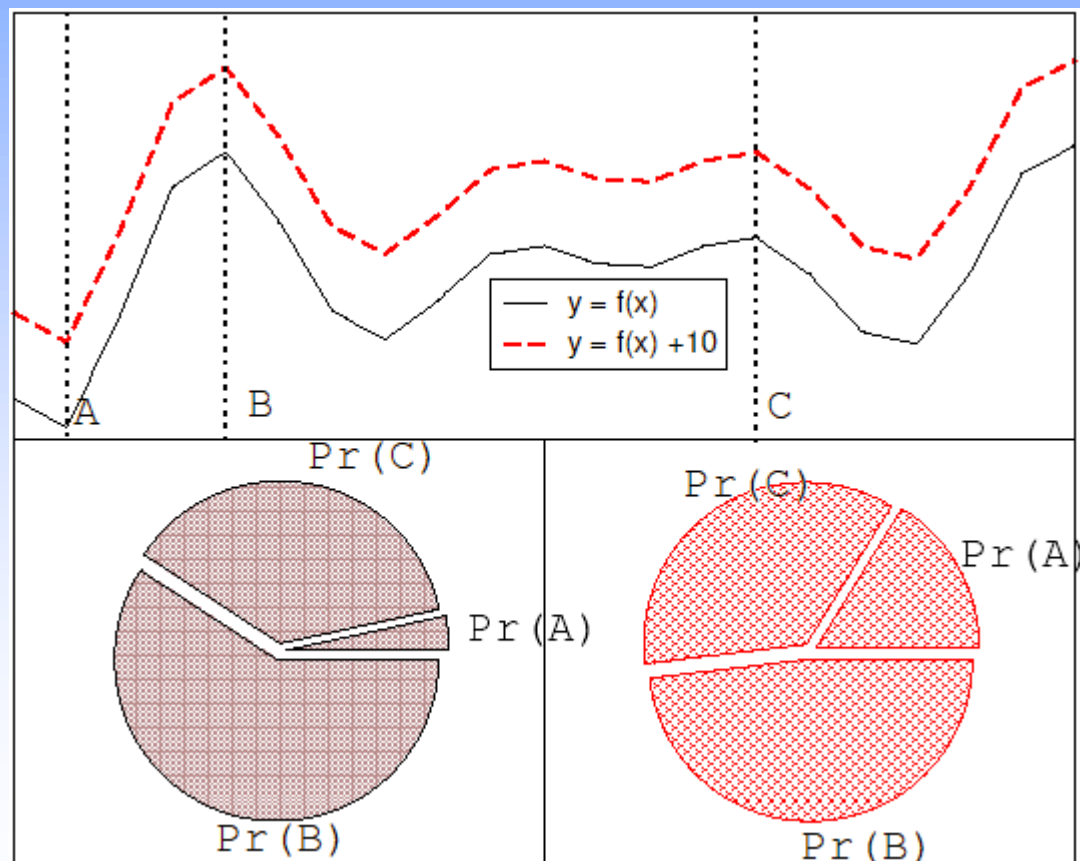 y = f(x)
y = f(x) +10
A
B
C
Pr(C)
Pr(A)
Pr(B)
Pr(C)
Pr(A)
Pr(B)